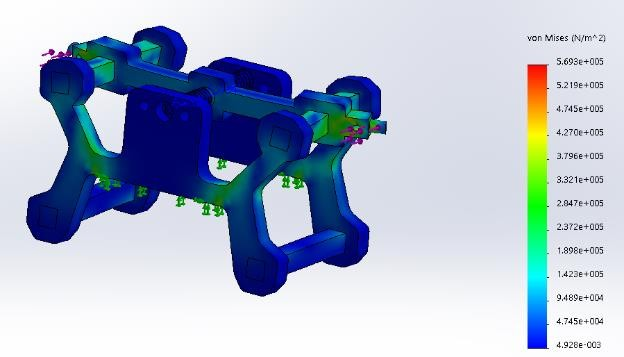 von Mises (N/m^2)
5.693e+005
5.219e+005
4.745e+005
4.270e+005
3.796e+005
3.321e+005
2.847e+005
2.372e+005
1.898e+005
1.423e+005
9.489e+004
4.745e+004
4.928e-003